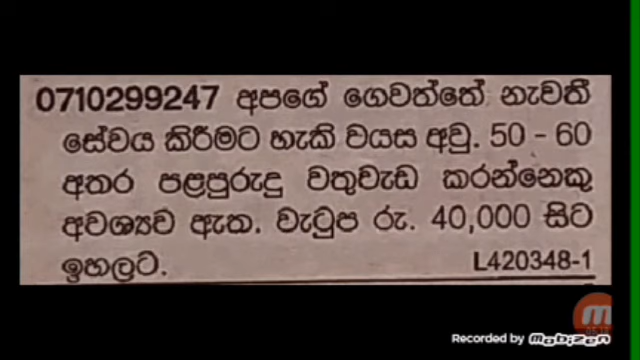 0710299247 අපගේ ගෙවත්තේ නැවතී
සේවය කිරීමට හැකි වයස අවු. 50 - 60
අතර පළපුරුදු වතුවැඩ කරන්නෙකු
අවශ්‍යව ඇත. වැටුප රු. 40,000 සිට
ඉහලට. L420348-1
Recorded by Mobizen